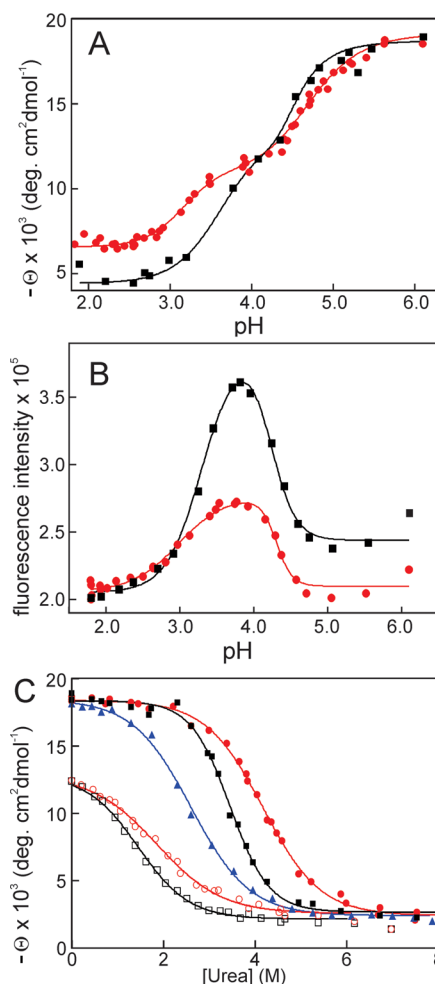 A
20
15
10
5
-Θ x 10³ (deg. cm²dmol⁻¹)
2.0 3.0 4.0 5.0 6.0
pH
B
3.5
3.0
2.5
2.0
fluorescence intensity x 10⁵
2.0 3.0 4.0 5.0 6.0
pH
C
20
15
10
5
0
-Θ x 10³ (deg. cm²dmol⁻¹)
0 2 4 6 8
[Urea] (M)